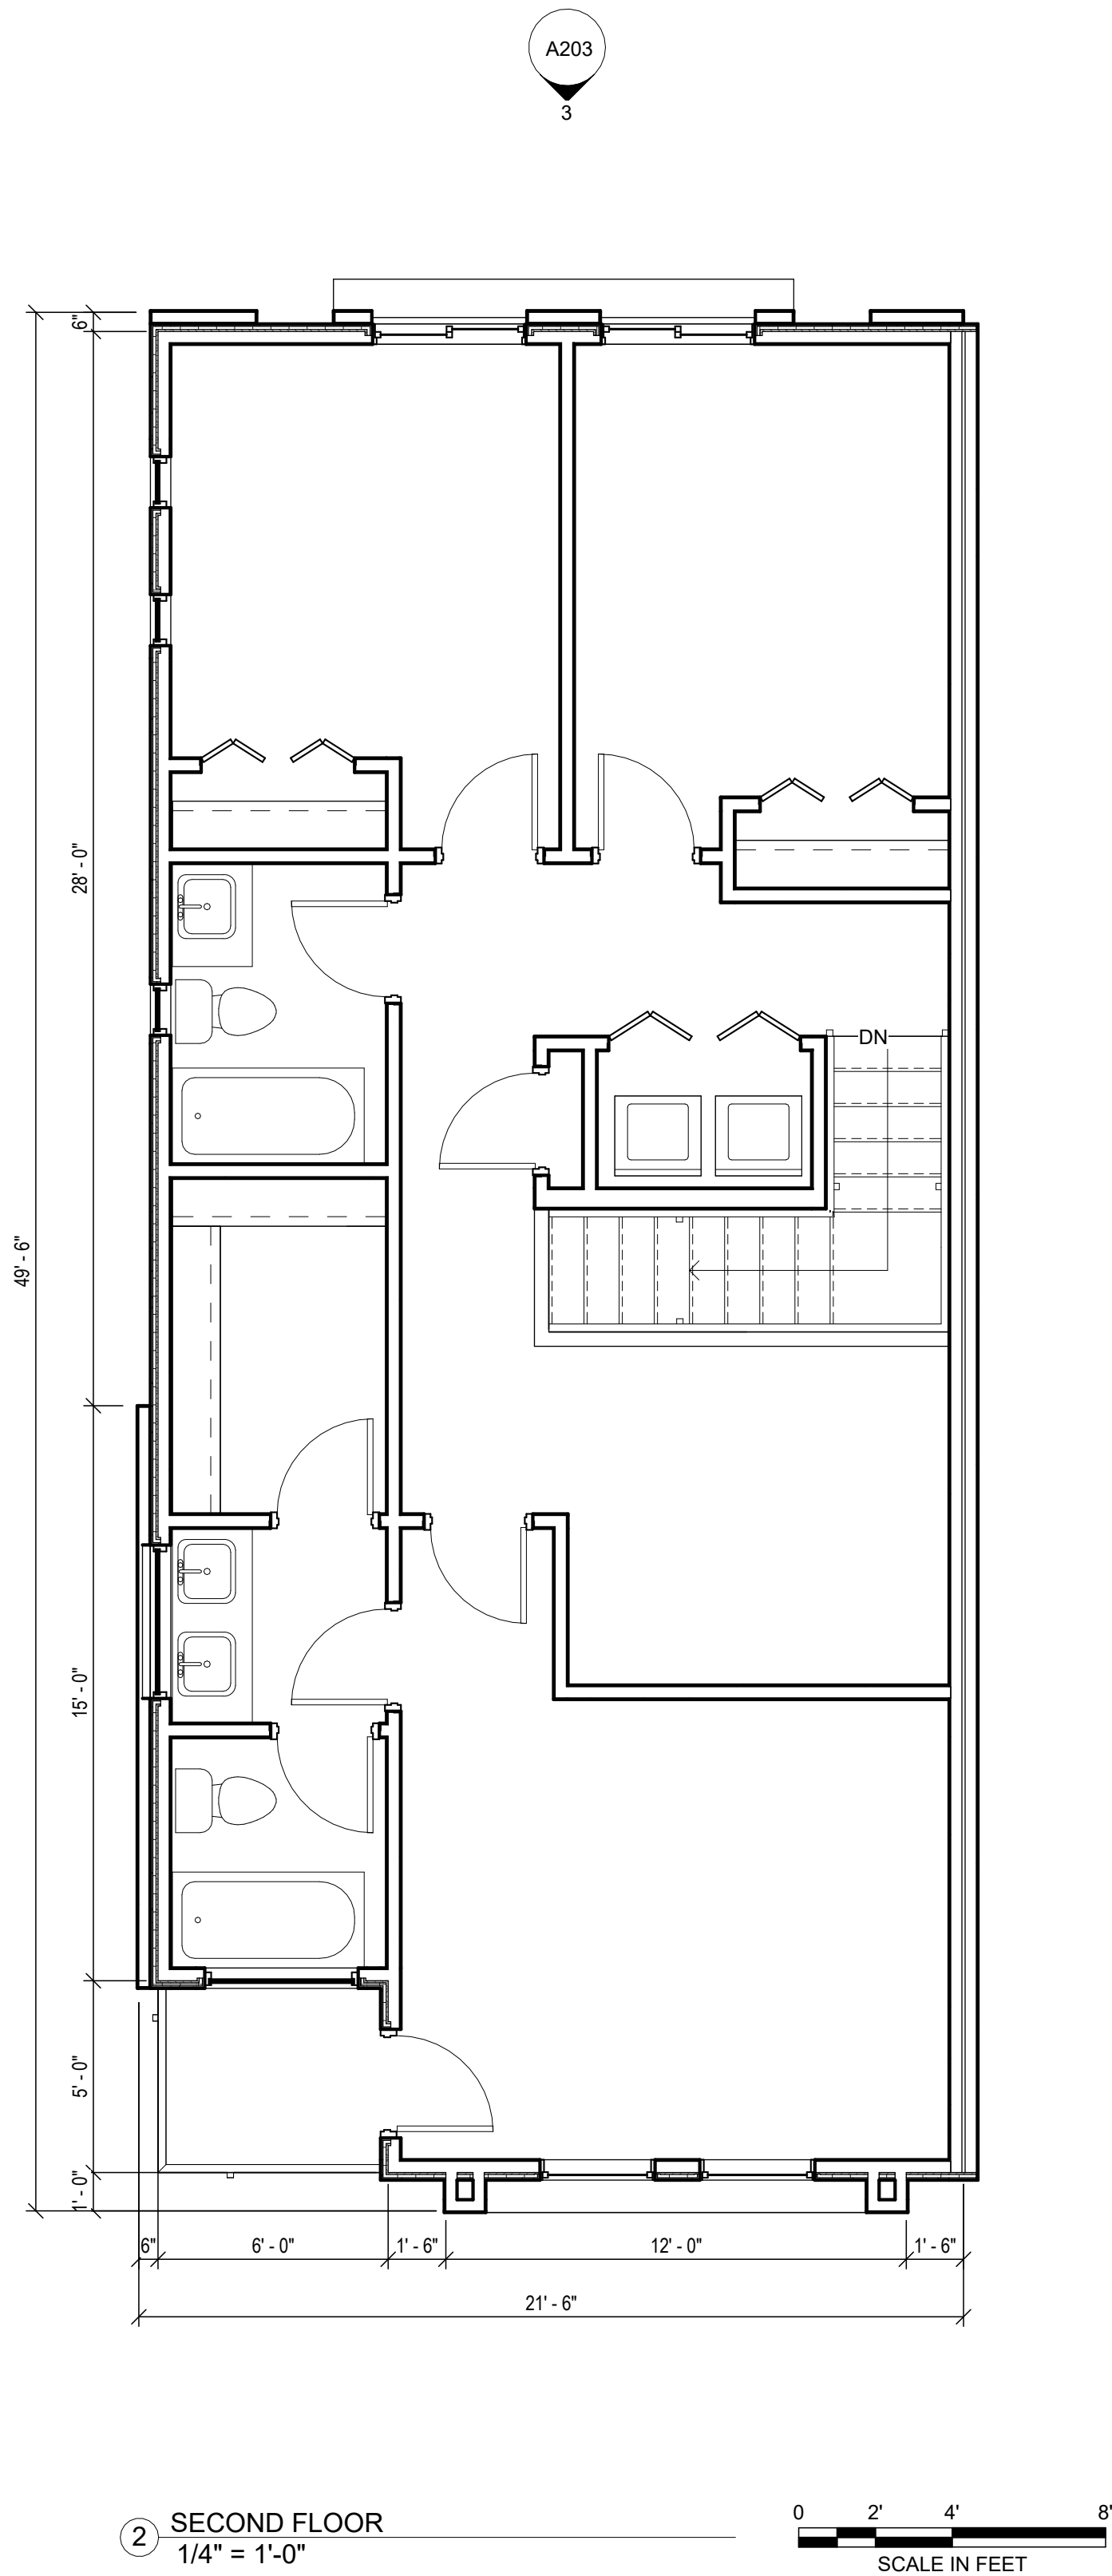 A203
3
6"
28' - 0"
49' - 6"
DN
15' - 0"
5' - 0"
1' - 0"
6"
6' - 0"
1' - 6"
12' - 0"
1' - 6"
21' - 6"
2
SECOND FLOOR
1/4" = 1'-0"
0 2' 4' 8'
SCALE IN FEET